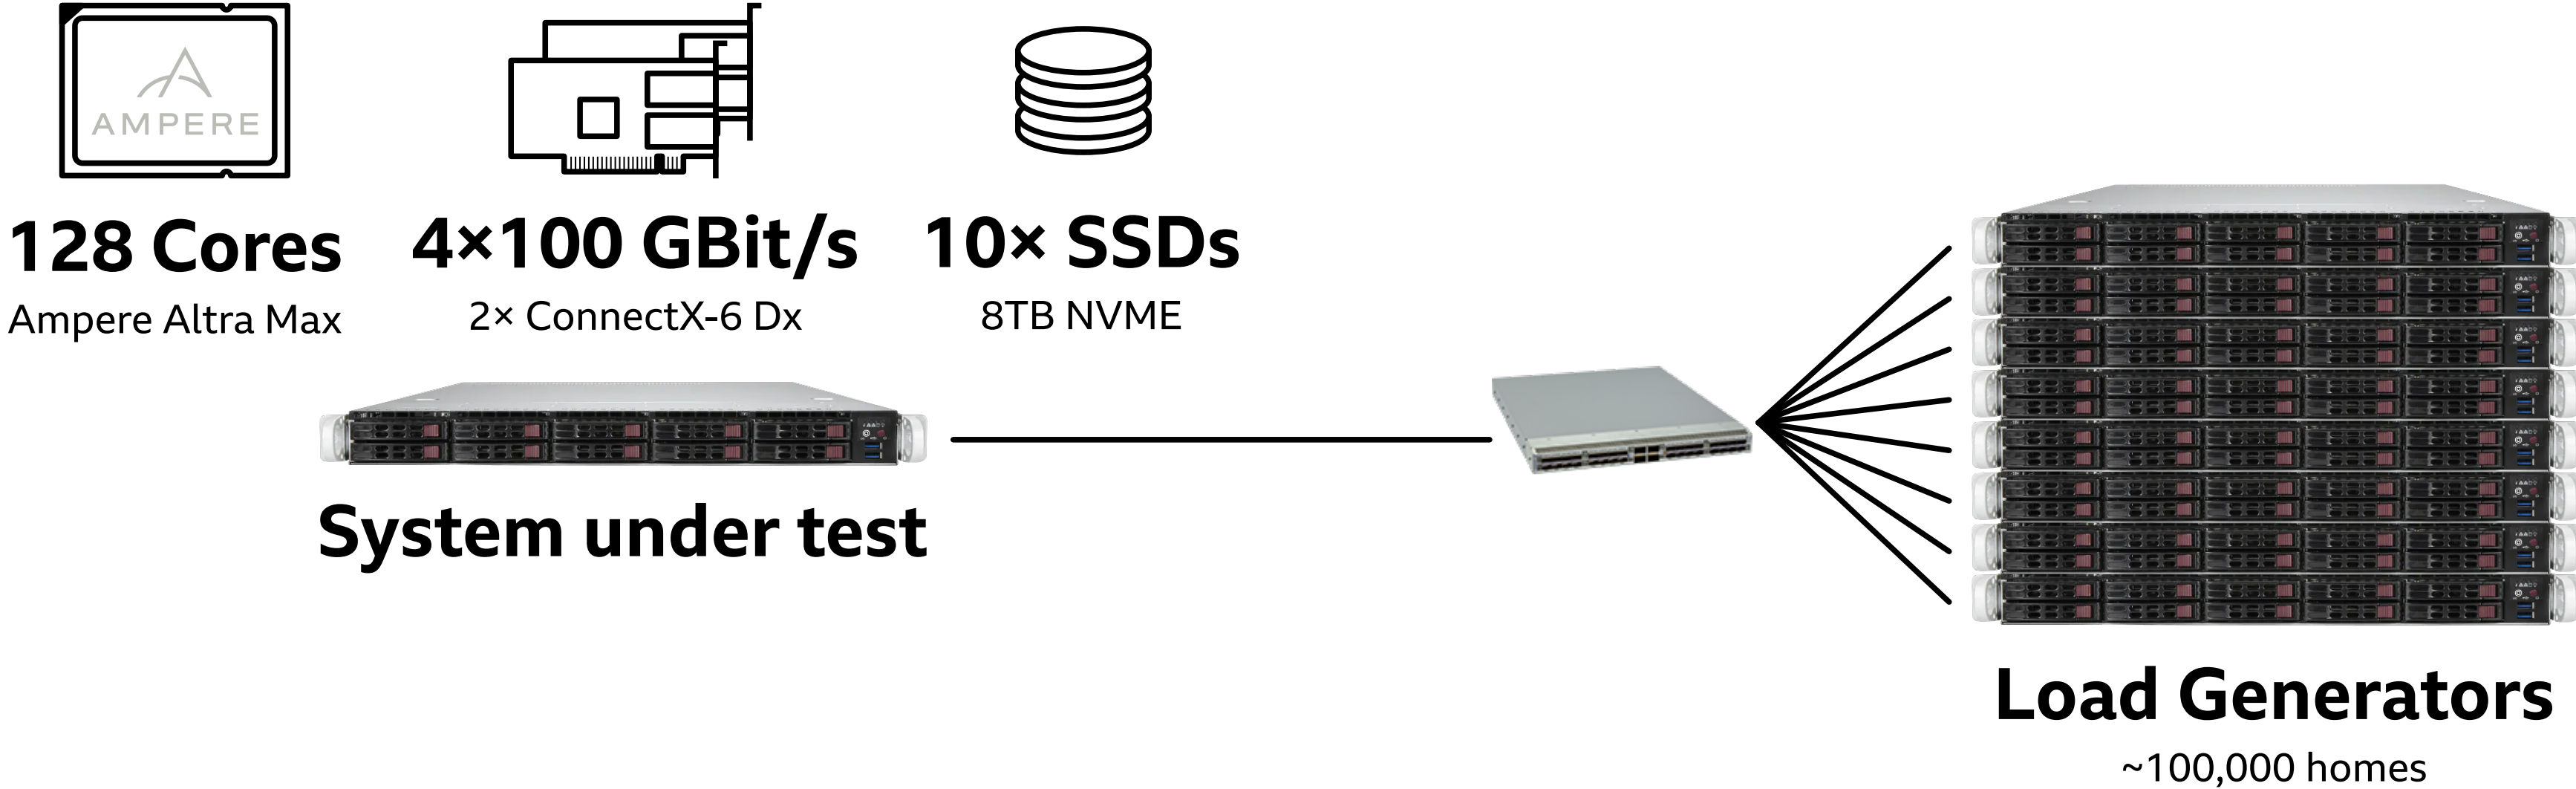 AMPERE
128 Cores
Ampere Altra Max
4×100 GBit/s
2× ConnectX-6 Dx
10× SSDs
8TB NVME
System under test
Load Generators
~100,000 homes